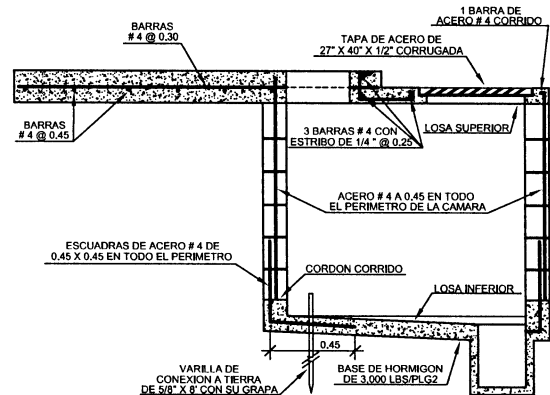 BARRAS
# 4 @ 0.30
1 BARRA DE
ACERO # 4 CORRIDO
TAPA DE ACERO DE
27" X 40" X 1/2" CORRUGADA
BARRAS
# 4 @ 0.45
3 BARRAS # 4 CON
ESTRIBO DE 1/4 " @ 0.25
LOSA SUPERIOR
ACERO # 4 A 0.45 EN TODO
EL PERIMETRO DE LA CAMARA
ESCUADRAS DE ACERO # 4 DE
0.45 X 0.45 EN TODO EL PERIMETRO
CORDON CORRIDO
LOSA INFERIOR
0.45
VARILLA DE
CONEXION A TIERRA
DE 5/8" X 8' CON SU GRAPA
BASE DE HORMIGON
DE 3,000 LBS/PLG2